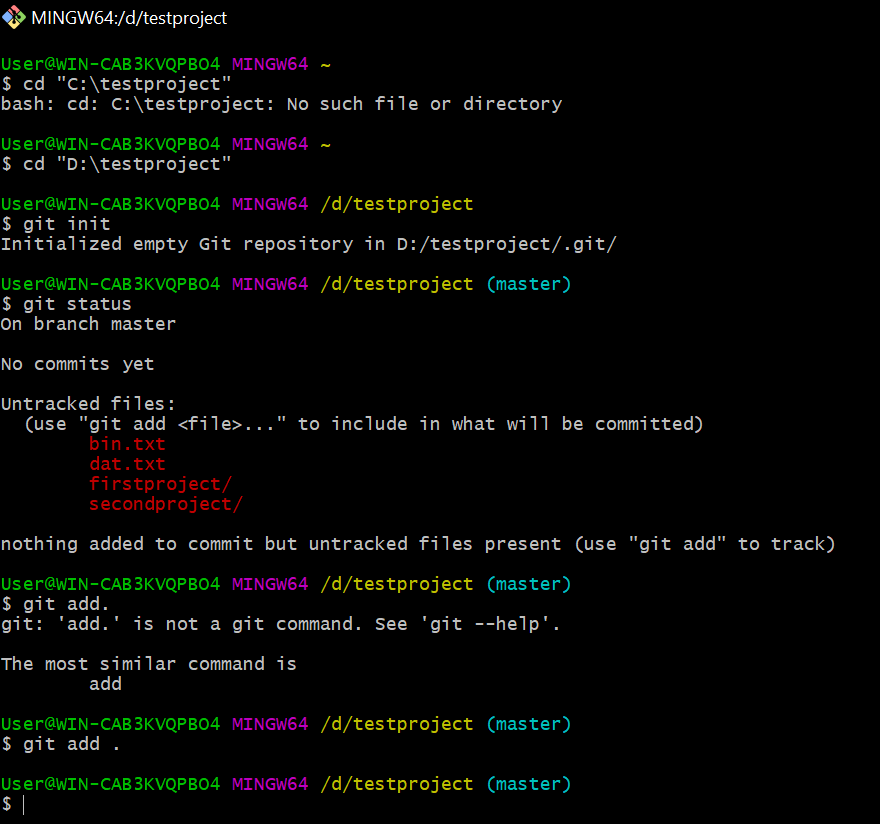 MINGW64:/d/testproject
User@WIN-CAB3KVQPBO4 MINGW64 ~
$ cd "C:\testproject"
bash: cd: C:\testproject: No such file or directory
User@WIN-CAB3KVQPBO4 MINGW64 ~
$ cd "D:\testproject"
User@WIN-CAB3KVQPBO4 MINGW64 /d/testproject
$ git init
Initialized empty Git repository in D:/testproject/.git/
User@WIN-CAB3KVQPBO4 MINGW64 /d/testproject (master)
$ git status
On branch master
No commits yet
Untracked files:
  (use "git add <file>..." to include in what will be committed)
        bin.txt
        dat.txt
        firstproject/
        secondproject/
nothing added to commit but untracked files present (use "git add" to track)
User@WIN-CAB3KVQPBO4 MINGW64 /d/testproject (master)
$ git add.
git: 'add.' is not a git command. See 'git --help'.
The most similar command is
        add
User@WIN-CAB3KVQPBO4 MINGW64 /d/testproject (master)
$ git add .
User@WIN-CAB3KVQPBO4 MINGW64 /d/testproject (master)
$